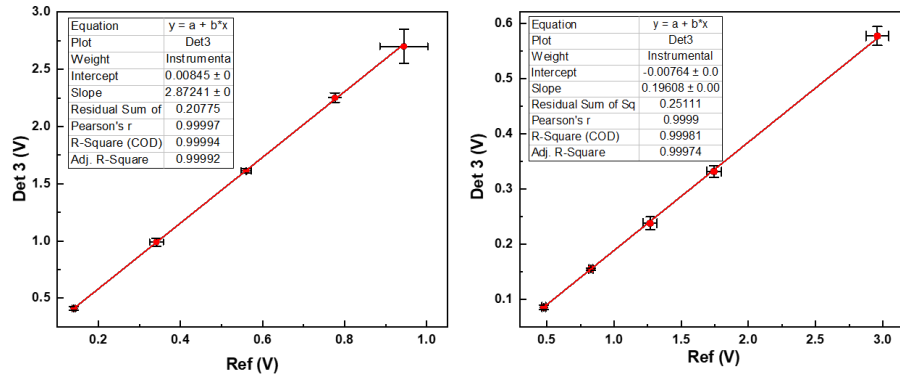 Equation y = a + b*x
Plot Det3
Weight Instrumenta
Intercept 0.00845 ± 0
Slope 2.87241 ± 0
Residual Sum of 0.20775
Pearson's r 0.99997
R-Square (COD) 0.99994
Adj. R-Square 0.99992
3.0
2.5
2.0
1.5
1.0
0.5
Det 3 (V)
0.2 0.4 0.6 0.8 1.0
Ref (V)
Equation y = a + b*x
Plot Det3
Weight Instrumental
Intercept -0.00764 ± 0.0
Slope 0.19608 ± 0.00
Residual Sum of Sq 0.25111
Pearson's r 0.9999
R-Square (COD) 0.99981
Adj. R-Square 0.99974
0.6
0.5
0.4
0.3
0.2
0.1
Det 3 (V)
0.5 1.0 1.5 2.0 2.5 3.0
Ref (V)